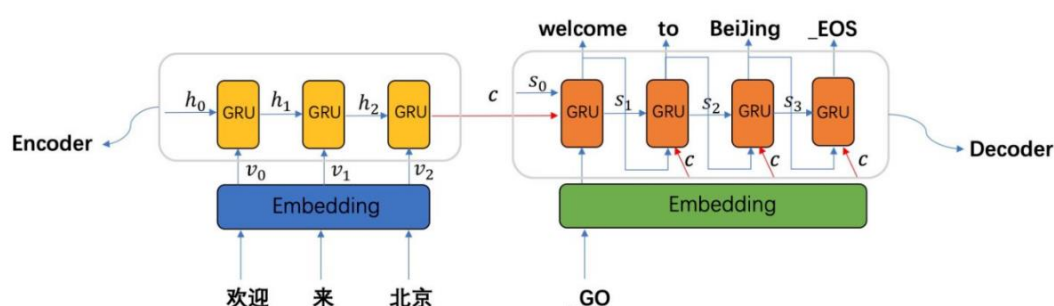 welcome to BeiJing _EOS
h₀ GRU h₁ GRU h₂ GRU c s₀ GRU s₁ GRU s₂ GRU s₃ GRU
Encoder
Decoder
v₀ v₁ v₂ c c c
Embedding Embedding
欢迎 来 北京 GO